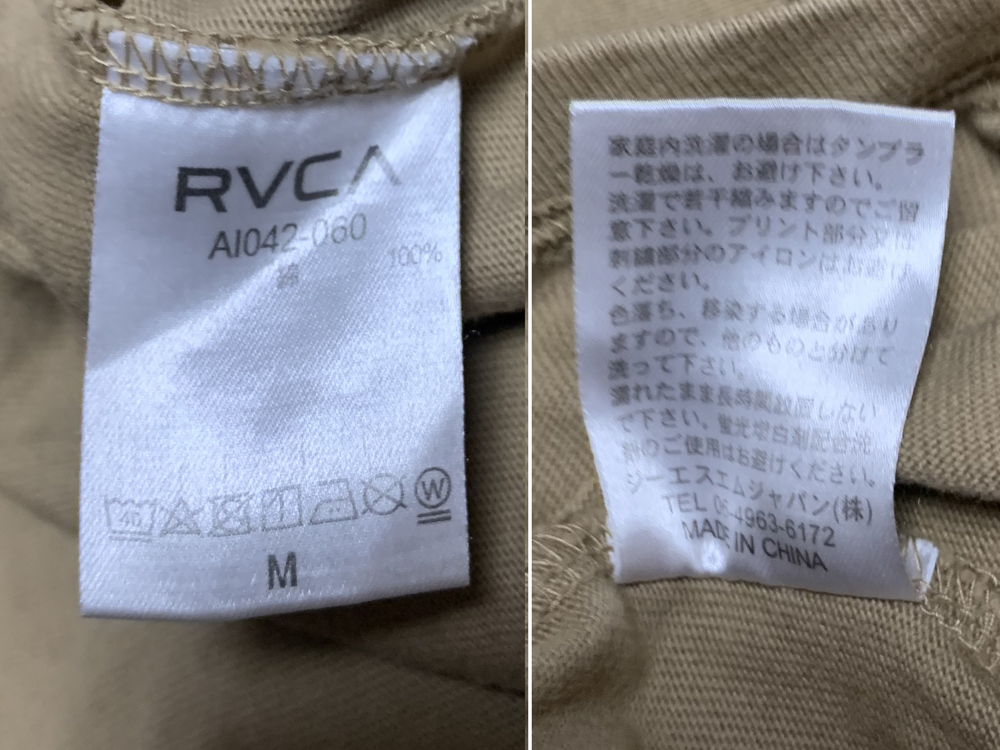 RVCA
AI042-060
綿 100%
40
W
M
家庭内洗濯の場合はタンブラ
ー乾燥は、お避け下さい。
洗濯で若干縮みますのでご留
意下さい。プリント部分又は
刺繍部分のアイロンはお避け
ください。
色落ち、移染する場合があり
ますので、他のものと分けて
洗って下さい。
濡れたまま長時間放置しない
で下さい。蛍光増白剤配合洗
剤のご使用はお避けください。
ジーエスエムジャパン(株)
TEL 4963-6172
MADE IN CHINA